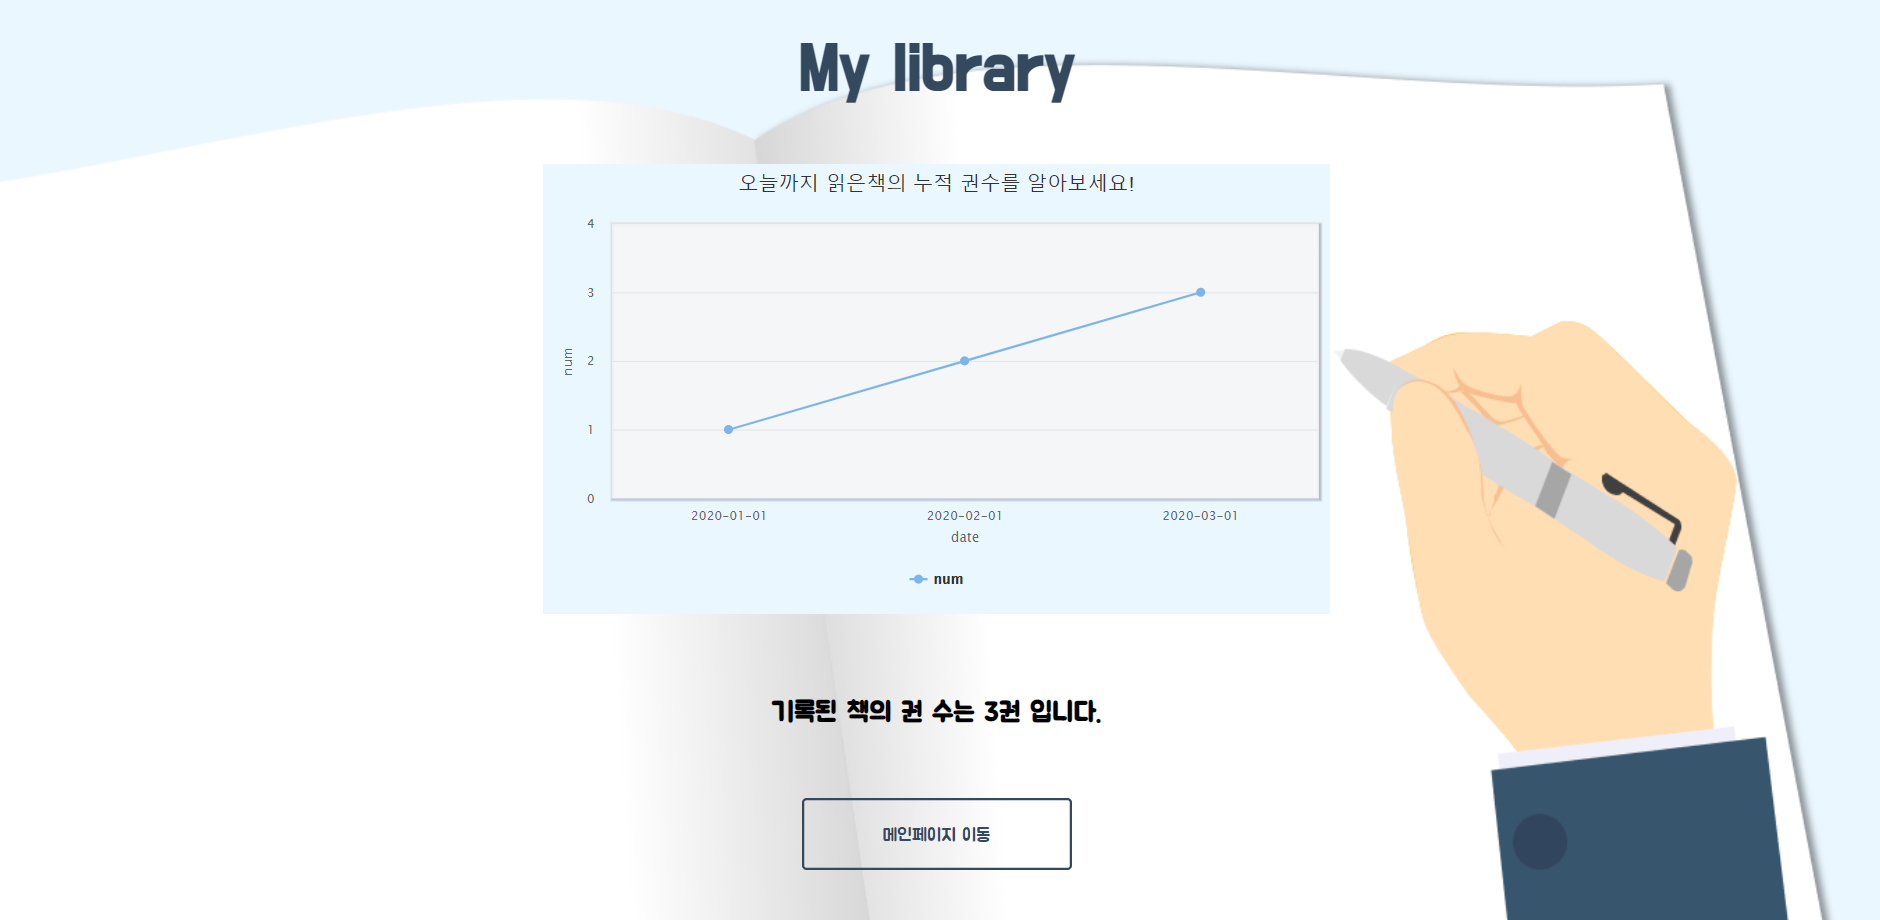 My library
오늘까지 읽은책의 누적 권수를 알아보세요!
4
3
2
1
0
num
2020-01-01 2020-02-01 2020-03-01
date
num
기록된 책의 권 수는 3권 입니다.
메인페이지 이동